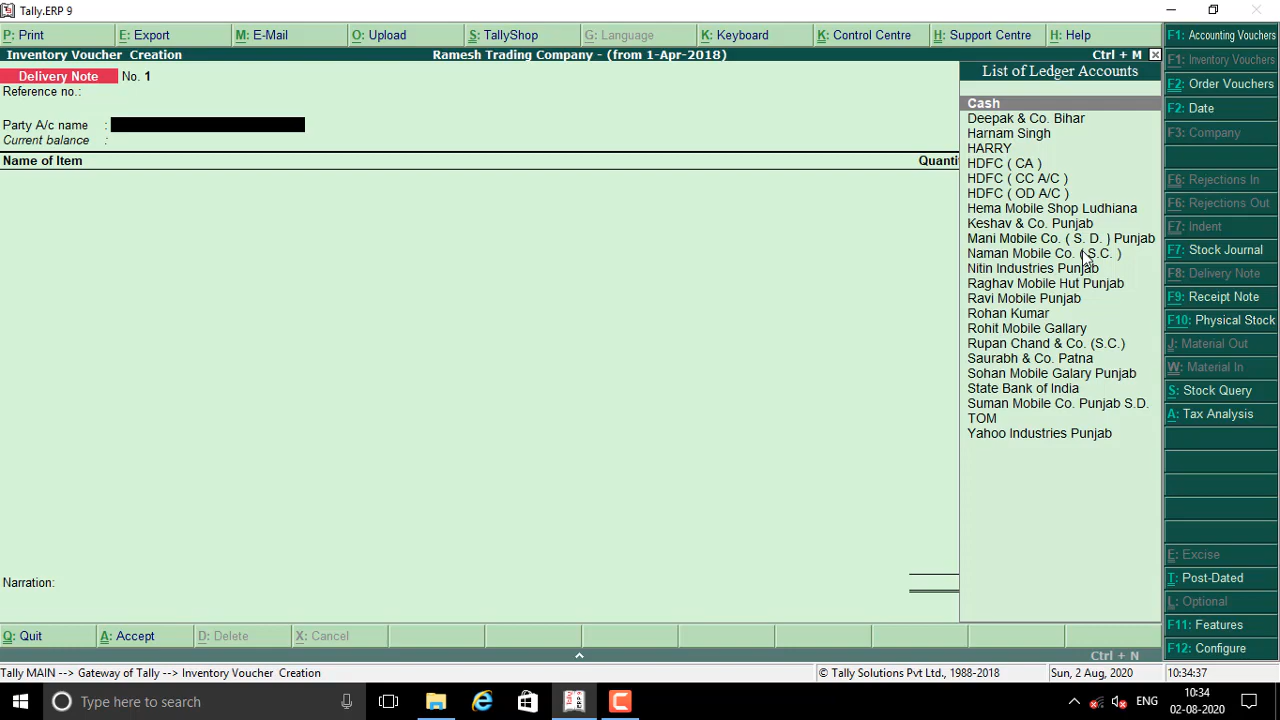 Tally.ERP 9
P: Print
E: Export
M: E-Mail
O: Upload
S: TallyShop
G: Language
K: Keyboard
K: Control Centre
H: Support Centre
H: Help
Inventory Voucher Creation
Ramesh Trading Company - (from 1-Apr-2018)
Ctrl + M
Delivery Note No. 1
Reference no.:
Party A/c name :
Current balance :
Name of Item
Quanti
List of Ledger Accounts
Cash
Deepak & Co. Bihar
Harnam Singh
HARRY
HDFC ( CA )
HDFC ( CC A/C )
HDFC ( OD A/C )
Hema Mobile Shop Ludhiana
Keshav & Co. Punjab
Mani Mobile Co. ( S. D. ) Punjab
Naman Mobile Co. ( S.C. )
Nitin Industries Punjab
Raghav Mobile Hut Punjab
Ravi Mobile Punjab
Rohan Kumar
Rohit Mobile Gallary
Rupan Chand & Co. (S.C.)
Saurabh & Co. Patna
Sohan Mobile Galary Punjab
State Bank of India
Suman Mobile Co. Punjab S.D.
TOM
Yahoo Industries Punjab
F1: Accounting Vouchers
F1: Inventory Vouchers
F2: Order Vouchers
F2: Date
F3: Company
F6: Rejections In
F6: Rejections Out
F7: Indent
F7: Stock Journal
F8: Delivery Note
F9: Receipt Note
F10: Physical Stock
J: Material Out
W: Material In
S: Stock Query
A: Tax Analysis
E: Excise
T: Post-Dated
L: Optional
F11: Features
F12: Configure
Narration:
Q: Quit
A: Accept
D: Delete
X: Cancel
Ctrl + N
Tally MAIN --> Gateway of Tally --> Inventory Voucher Creation
© Tally Solutions Pvt Ltd., 1988-2018
Sun, 2 Aug, 2020
10:34:37
Type here to search
ENG
10:34
02-08-2020